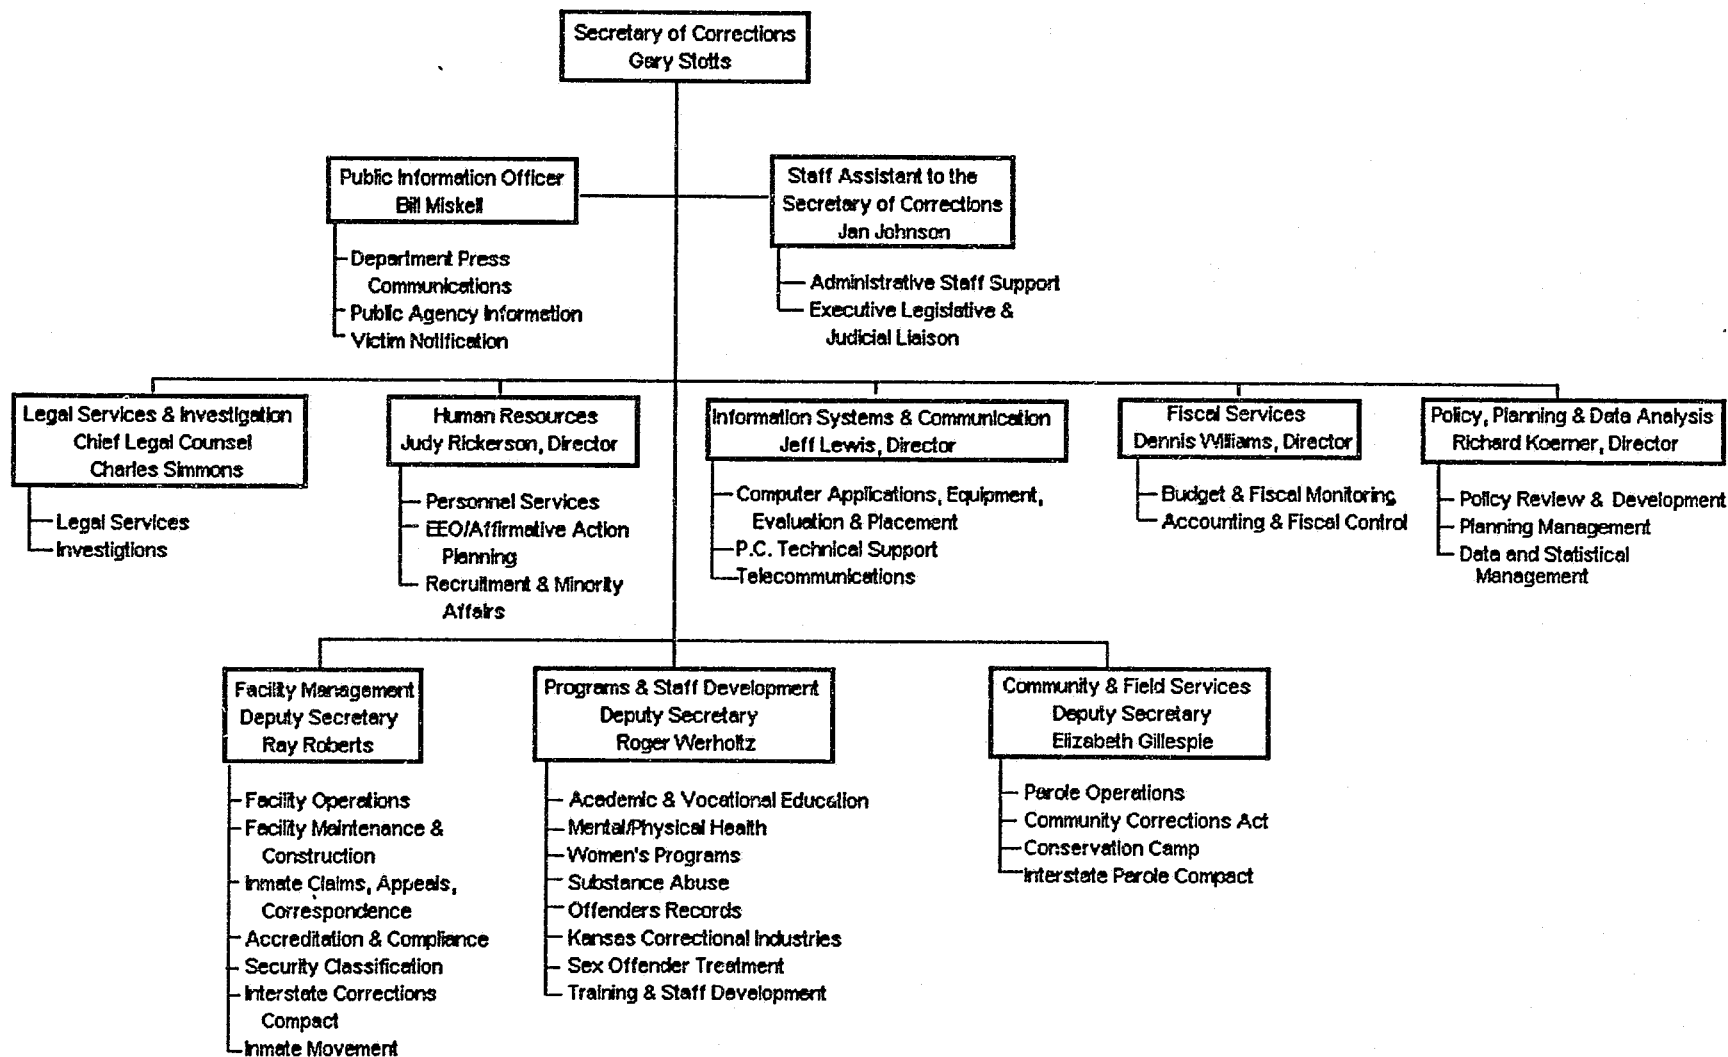 Secretary of Corrections
Gary Stotts
Public Information Officer
Bill Miskell
Department Press
Communications
Public Agency Information
Victim Notification
Staff Assistant to the
Secretary of Corrections
Jan Johnson
Administrative Staff Support
Executive Legislative &
Judicial Liaison
Legal Services & Investigation
Chief Legal Counsel
Charles Simmons
Legal Services
Investigtions
Human Resources
Judy Rickerson, Director
Personnel Services
EEO/Affirmative Action
Planning
Recruitment & Minority
Affairs
Information Systems & Communication
Jeff Lewis, Director
Computer Applications, Equipment,
Evaluation & Placement
P.C. Technical Support
Telecommunications
Fiscal Services
Dennis Williams, Director
Budget & Fiscal Monitoring
Accounting & Fiscal Control
Policy, Planning & Data Analysis
Richard Koerner, Director
Policy Review & Development
Planning Management
Data and Statistical
Management
Facility Management
Deputy Secretary
Ray Roberts
Facility Operations
Facility Maintenance &
Construction
Inmate Claims, Appeals,
Correspondence
Accreditation & Compliance
Security Classification
Interstate Corrections
Compact
Inmate Movement
Programs & Staff Development
Deputy Secretary
Roger Werholtz
Academic & Vocational Education
Mental/Physical Health
Women's Programs
Substance Abuse
Offenders Records
Kansas Correctional Industries
Sex Offender Treatment
Training & Staff Development
Community & Field Services
Deputy Secretary
Elizabeth Gillespie
Parole Operations
Community Corrections Act
Conservation Camp
Interstate Parole Compact